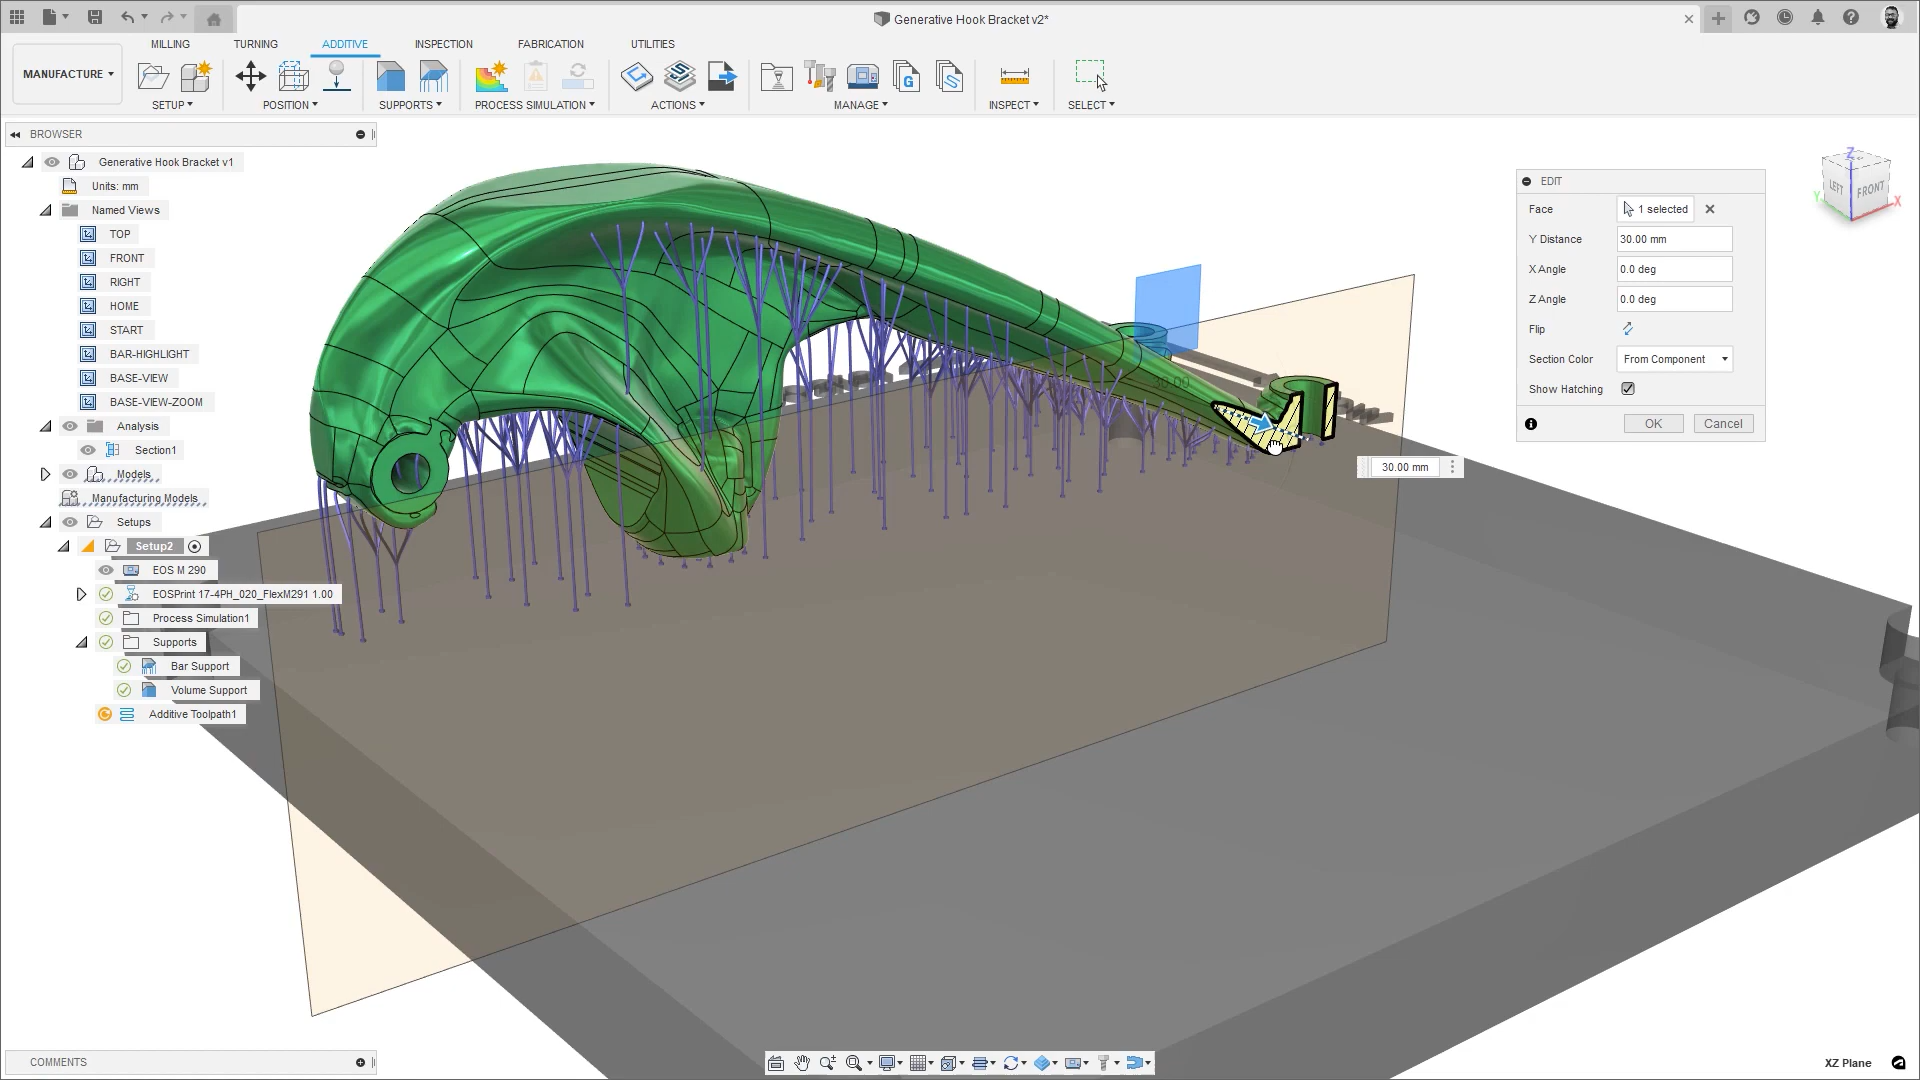 Generative Hook Bracket v2*
MANUFACTURE
MILLING
TURNING
ADDITIVE
INSPECTION
FABRICATION
UTILITIES
SETUP
POSITION
SUPPORTS
PROCESS SIMULATION
ACTIONS
MANAGE
INSPECT
SELECT
G
BROWSER
Generative Hook Bracket v1
Units: mm
Named Views
TOP
FRONT
RIGHT
HOME
START
BAR-HIGHLIGHT
BASE-VIEW
BASE-VIEW-ZOOM
Analysis
Section1
Models
Manufacturing Models
Setups
Setup2
EOS M 290
EOSPrint 17-4PH_020_FlexM291 1.00
Process Simulation1
Supports
Bar Support
Volume Support
Additive Toolpath1
30.00
30.00 mm
EDIT
Face
1 selected
Y Distance
30.00 mm
X Angle
0.0 deg
Z Angle
0.0 deg
Flip
Section Color
From Component
Show Hatching
OK
Cancel
Z
LEFT
FRONT
Y
X
COMMENTS
XZ Plane